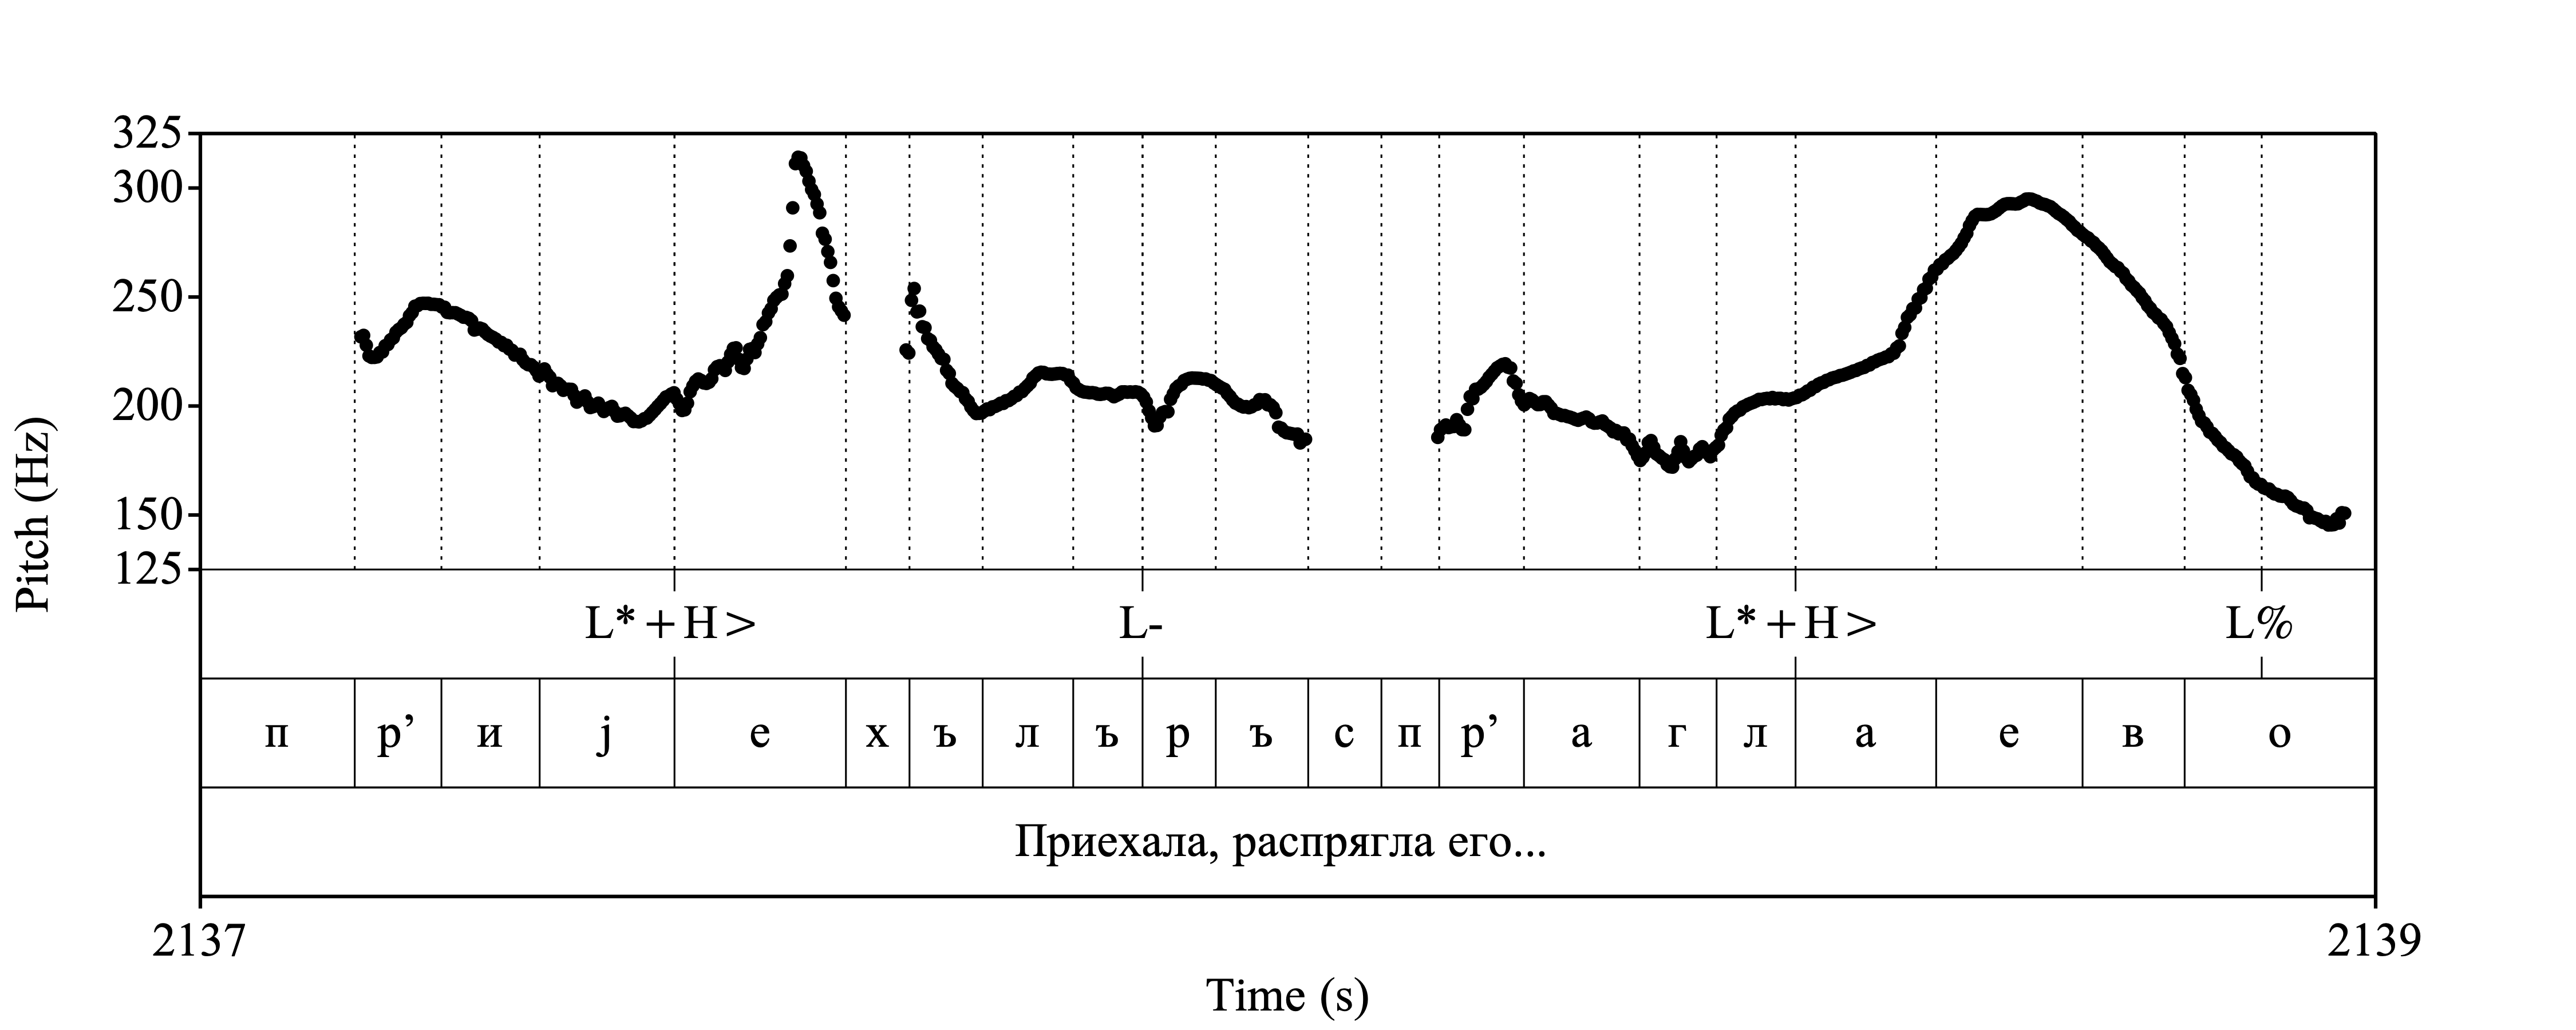 325
300
250
200
150
125
Pitch (Hz)
L*+H> L- L*+H> L%
п р’ и j е х ъ л ъ р ъ с п р’ а г л а е в о
Приехала, распрягла его...
2137 2139
Time (s)